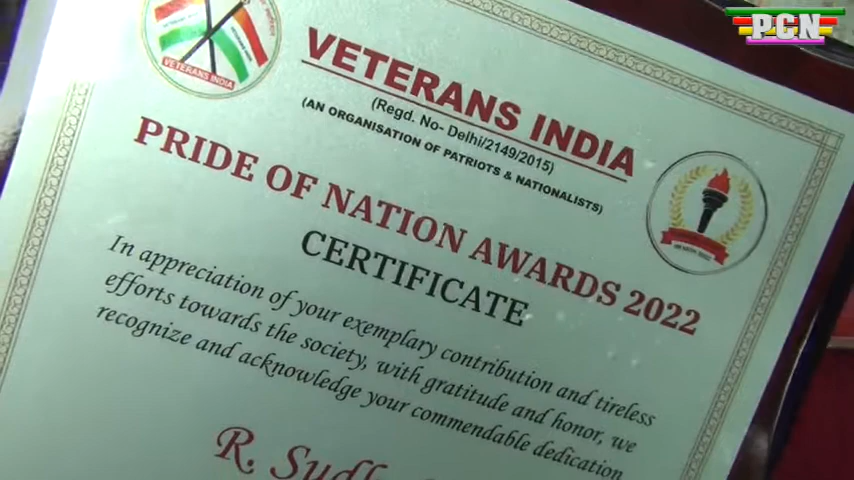 PCN
VETERANS INDIA
VETERANS INDIA
(Regd. No- Delhi/2149/2015)
(AN ORGANISATION OF PATRIOTS & NATIONALISTS)
PRIDE OF NATION AWARDS 2022
CERTIFICATE
In appreciation of your exemplary contribution and tireless
efforts towards the society, with gratitude and honor, we
recognize and acknowledge your commendable dedication
R.